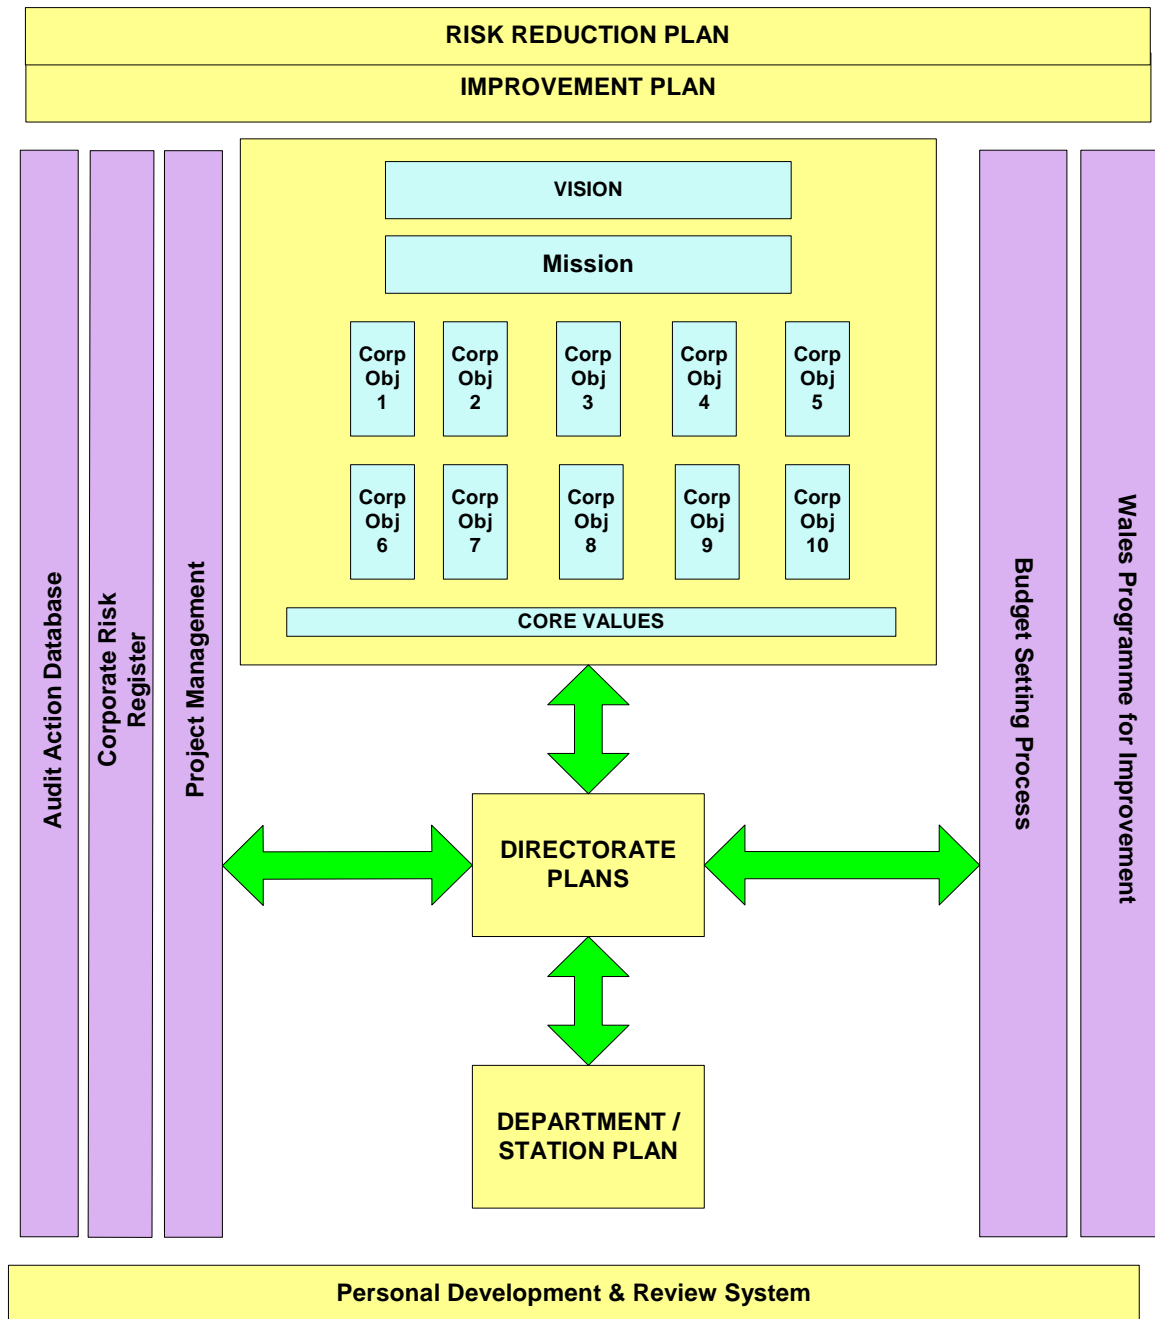 RISK REDUCTION PLAN
IMPROVEMENT PLAN
VISION
Mission
Corp
Obj
1
Corp
Obj
2
Corp
Obj
3
Corp
Obj
4
Corp
Obj
5
Corp
Obj
6
Corp
Obj
7
Corp
Obj
8
Corp
Obj
9
Corp
Obj
10
CORE VALUES
Audit Action Database
Corporate Risk
Register
Project Management
Budget Setting Process
Wales Programme for Improvement
DIRECTORATE
PLANS
DEPARTMENT /
STATION PLAN
Personal Development & Review System